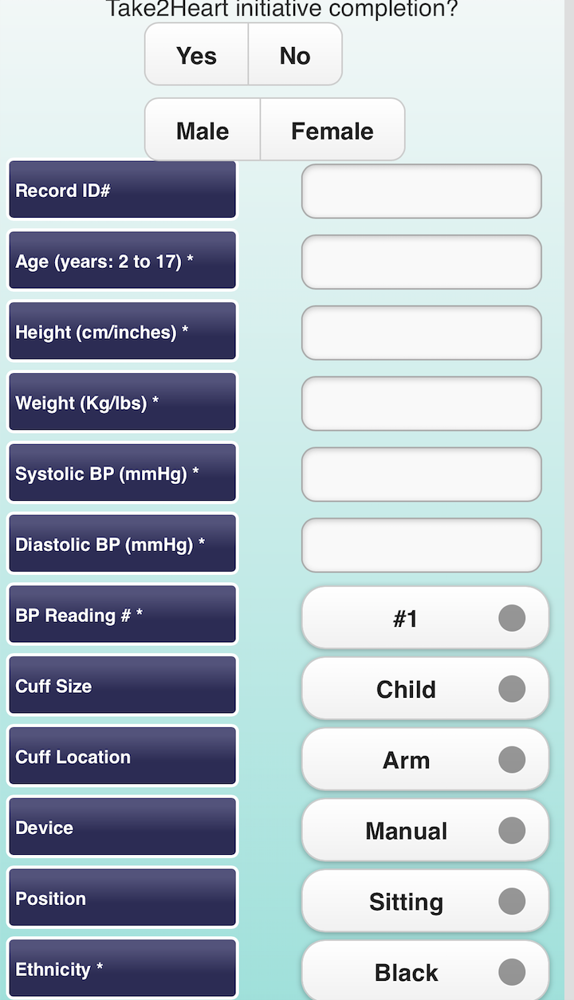 Take2Heart initiative completion?
Yes No
Male Female
Record ID#
Age (years: 2 to 17) *
Height (cm/inches) *
Weight (Kg/lbs) *
Systolic BP (mmHg) *
Diastolic BP (mmHg) *
BP Reading # * #1
Cuff Size Child
Cuff Location Arm
Device Manual
Position Sitting
Ethnicity * Black